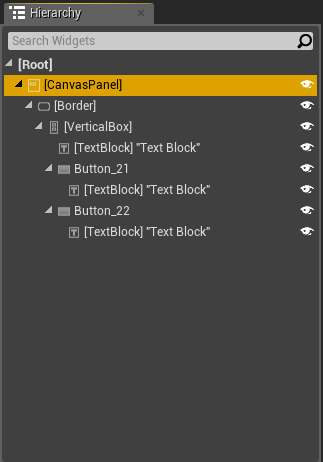 Hierarchy
Search Widgets
[Root]
[CanvasPanel]
[Border]
[VerticalBox]
[TextBlock] "Text Block"
Button_21
[TextBlock] "Text Block"
Button_22
[TextBlock] "Text Block"